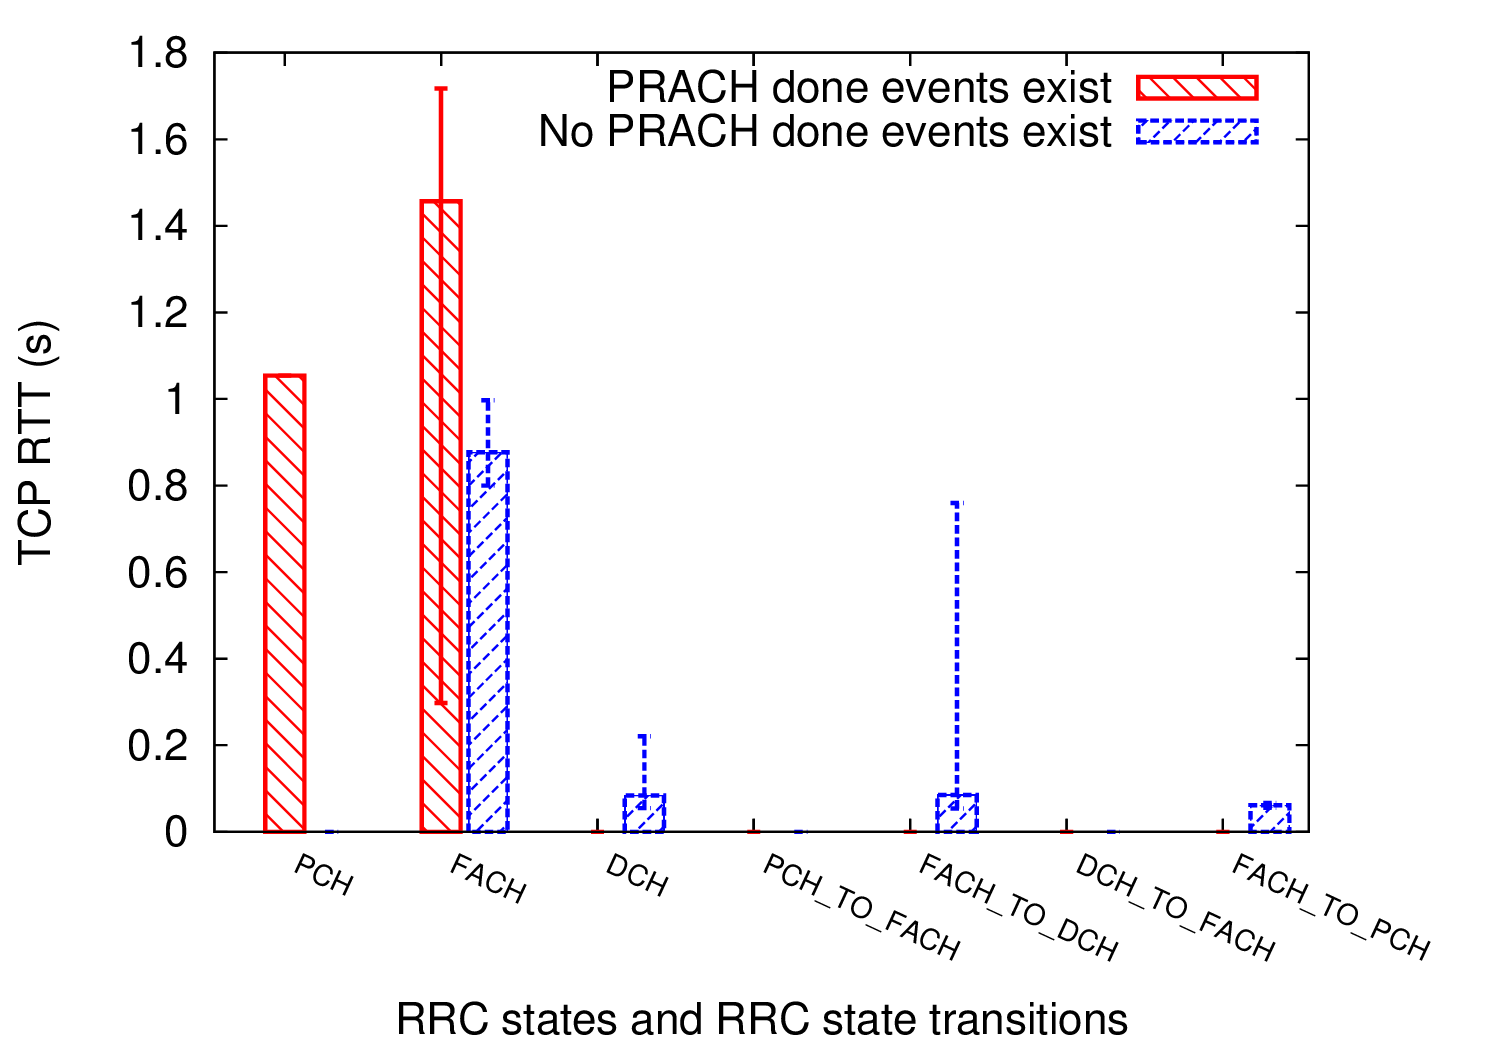 PRACH done events exist
No PRACH done events exist
1.8
1.6
1.4
1.2
1
0.8
0.6
0.4
0.2
0
TCP RTT (s)
PCH
FACH
DCH
PCH_TO_FACH
FACH_TO_DCH
DCH_TO_FACH
FACH_TO_PCH
RRC states and RRC state transitions